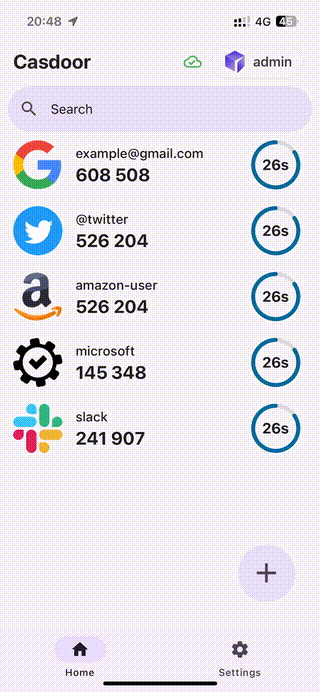 20:48
4G
45
Casdoor
admin
Search
example@gmail.com
608 508
26s
@twitter
526 204
26s
amazon-user
526 204
26s
microsoft
145 348
26s
slack
241 907
26s
Home
Settings